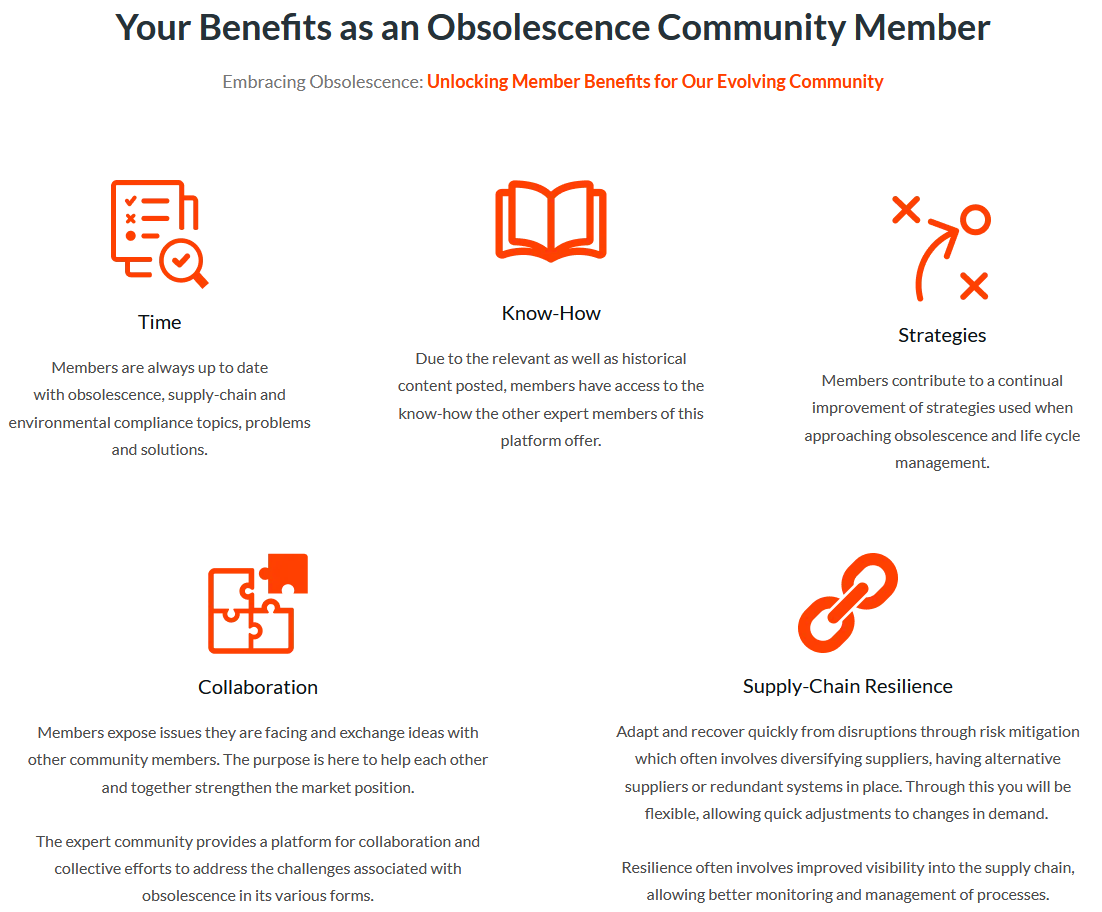 Your Benefits as an Obsolescence Community Member
Embracing Obsolescence: Unlocking Member Benefits for Our Evolving Community
Time
Members are always up to date
with obsolescence, supply-chain and
environmental compliance topics, problems
and solutions.
Know-How
Due to the relevant as well as historical
content posted, members have access to the
know-how the other expert members of this
platform offer.
Strategies
Members contribute to a continual
improvement of strategies used when
approaching obsolescence and life cycle
management.
Collaboration
Members expose issues they are facing and exchange ideas with
other community members. The purpose is here to help each other
and together strengthen the market position.
The expert community provides a platform for collaboration and
collective efforts to address the challenges associated with
obsolescence in its various forms.
Supply-Chain Resilience
Adapt and recover quickly from disruptions through risk mitigation
which often involves diversifying suppliers, having alternative
suppliers or redundant systems in place. Through this you will be
flexible, allowing quick adjustments to changes in demand.
Resilience often involves improved visibility into the supply chain,
allowing better monitoring and management of processes.